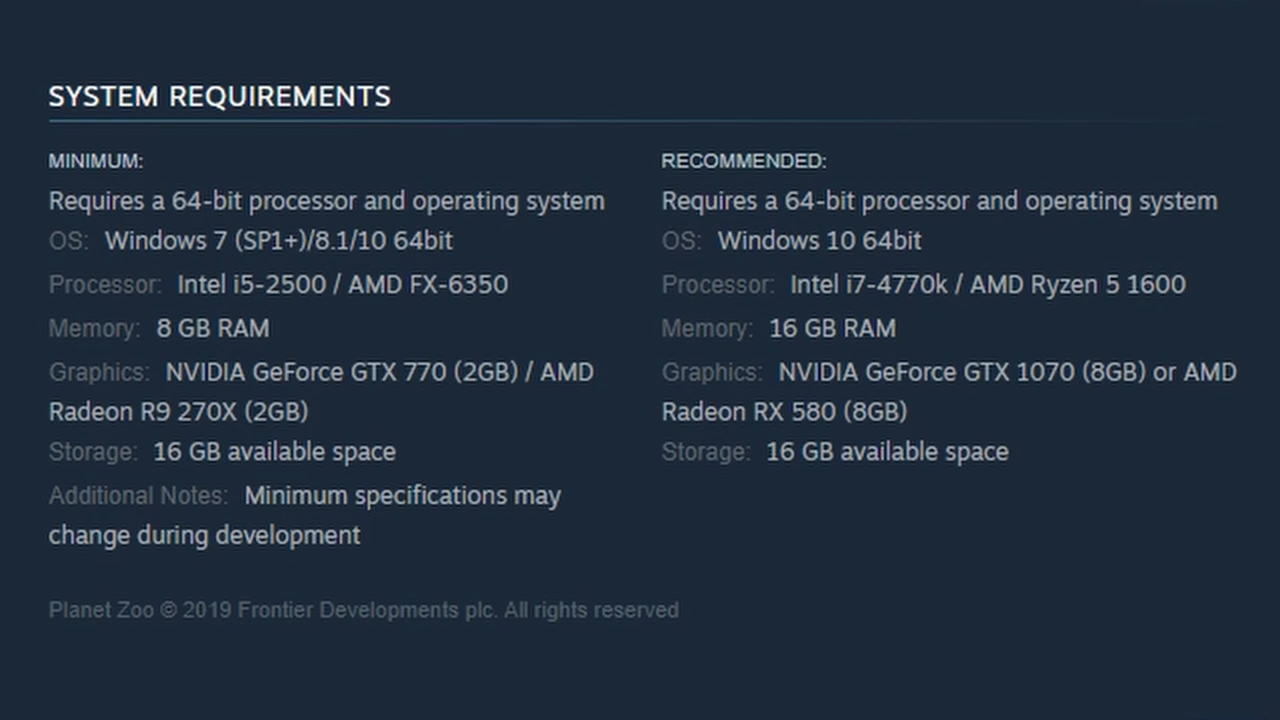 SYSTEM REQUIREMENTS
MINIMUM:
Requires a 64-bit processor and operating system
OS: Windows 7 (SP1+)/8.1/10 64bit
Processor: Intel i5-2500 / AMD FX-6350
Memory: 8 GB RAM
Graphics: NVIDIA GeForce GTX 770 (2GB) / AMD
Radeon R9 270X (2GB)
Storage: 16 GB available space
Additional Notes: Minimum specifications may
change during development
RECOMMENDED:
Requires a 64-bit processor and operating system
OS: Windows 10 64bit
Processor: Intel i7-4770k / AMD Ryzen 5 1600
Memory: 16 GB RAM
Graphics: NVIDIA GeForce GTX 1070 (8GB) or AMD
Radeon RX 580 (8GB)
Storage: 16 GB available space
Planet Zoo © 2019 Frontier Developments plc. All rights reserved